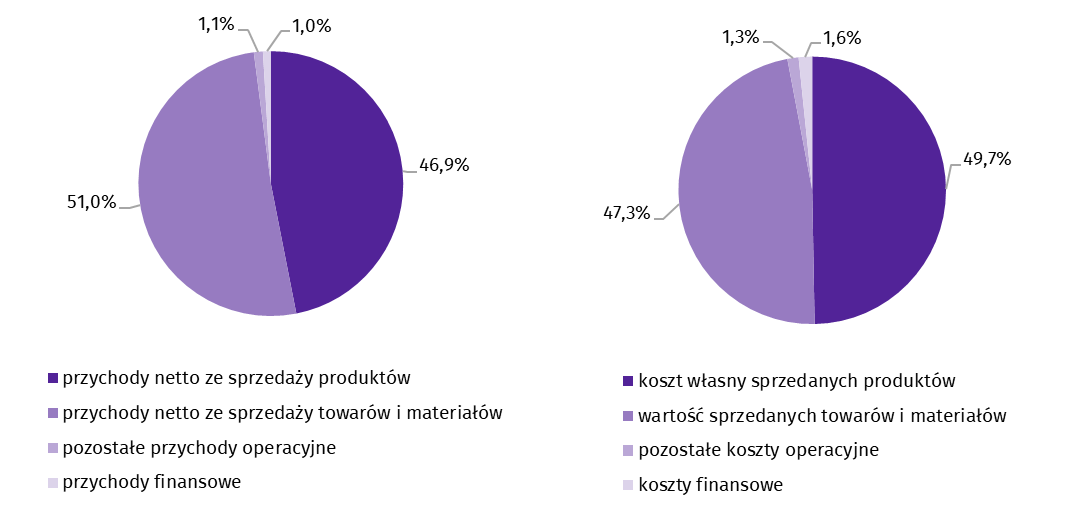 1,1%
1,0%
46,9%
51,0%
przychody netto ze sprzedaży produktów
przychody netto ze sprzedaży towarów i materiałów
pozostałe przychody operacyjne
przychody finansowe
1,3%
1,6%
49,7%
47,3%
koszt własny sprzedanych produktów
wartość sprzedanych towarów i materiałów
pozostałe koszty operacyjne
koszty finansowe